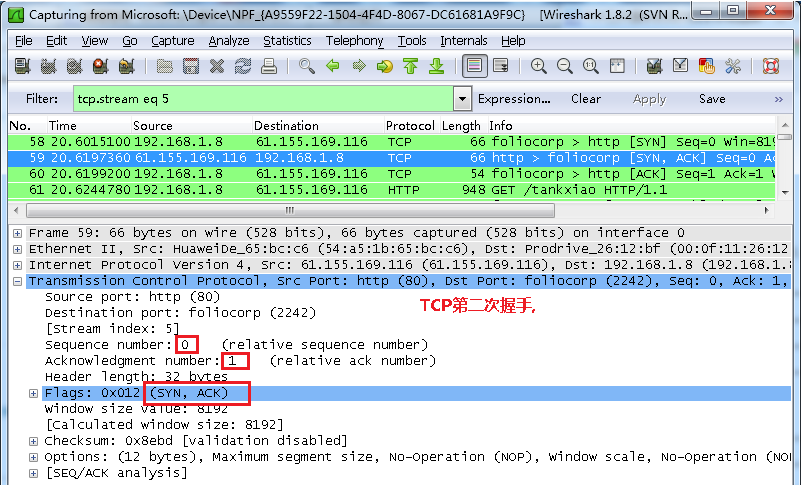 Capturing from Microsoft: \Device\NPF_{A9559F22-1504-4F4D-8067-DC61681A9F9C} [Wireshark 1.8.2 (SVN R...
File Edit View Go Capture Analyze Statistics Telephony Tools Internals Help
Filter: tcp.stream eq 5 Expression... Clear Apply Save »
No. Time Source Destination Protocol Length Info
58 20.6015100 192.168.1.8 61.155.169.116 TCP 66 foliocorp > http [SYN] Seq=0 Win=819
59 20.6197360 61.155.169.116 192.168.1.8 TCP 66 http > foliocorp [SYN, ACK] Seq=0 Ac
60 20.6199200 192.168.1.8 61.155.169.116 TCP 54 foliocorp > http [ACK] Seq=1 Ack=1 W
61 20.6244780 192.168.1.8 61.155.169.116 HTTP 948 GET /tankxiao HTTP/1.1
Frame 59: 66 bytes on wire (528 bits), 66 bytes captured (528 bits) on interface 0
Ethernet II, Src: HuaweiDe_65:bc:c6 (54:a5:1b:65:bc:c6), Dst: Prodrive_26:12:bf (00:0f:11:26:12
Internet Protocol Version 4, Src: 61.155.169.116 (61.155.169.116), Dst: 192.168.1.8 (192.168.1.
Transmission Control Protocol, Src Port: http (80), Dst Port: foliocorp (2242), Seq: 0, Ack: 1,
Source port: http (80)
TCP第二次握手,
Destination port: foliocorp (2242)
[Stream index: 5]
Sequence number: 0 (relative sequence number)
Acknowledgment number: 1 (relative ack number)
Header length: 32 bytes
Flags: 0x012 (SYN, ACK)
Window size value: 8192
[Calculated window size: 8192]
Checksum: 0x8ebd [validation disabled]
Options: (12 bytes), Maximum segment size, No-Operation (NOP), Window scale, No-Operation (NO
[SEQ/ACK analysis]